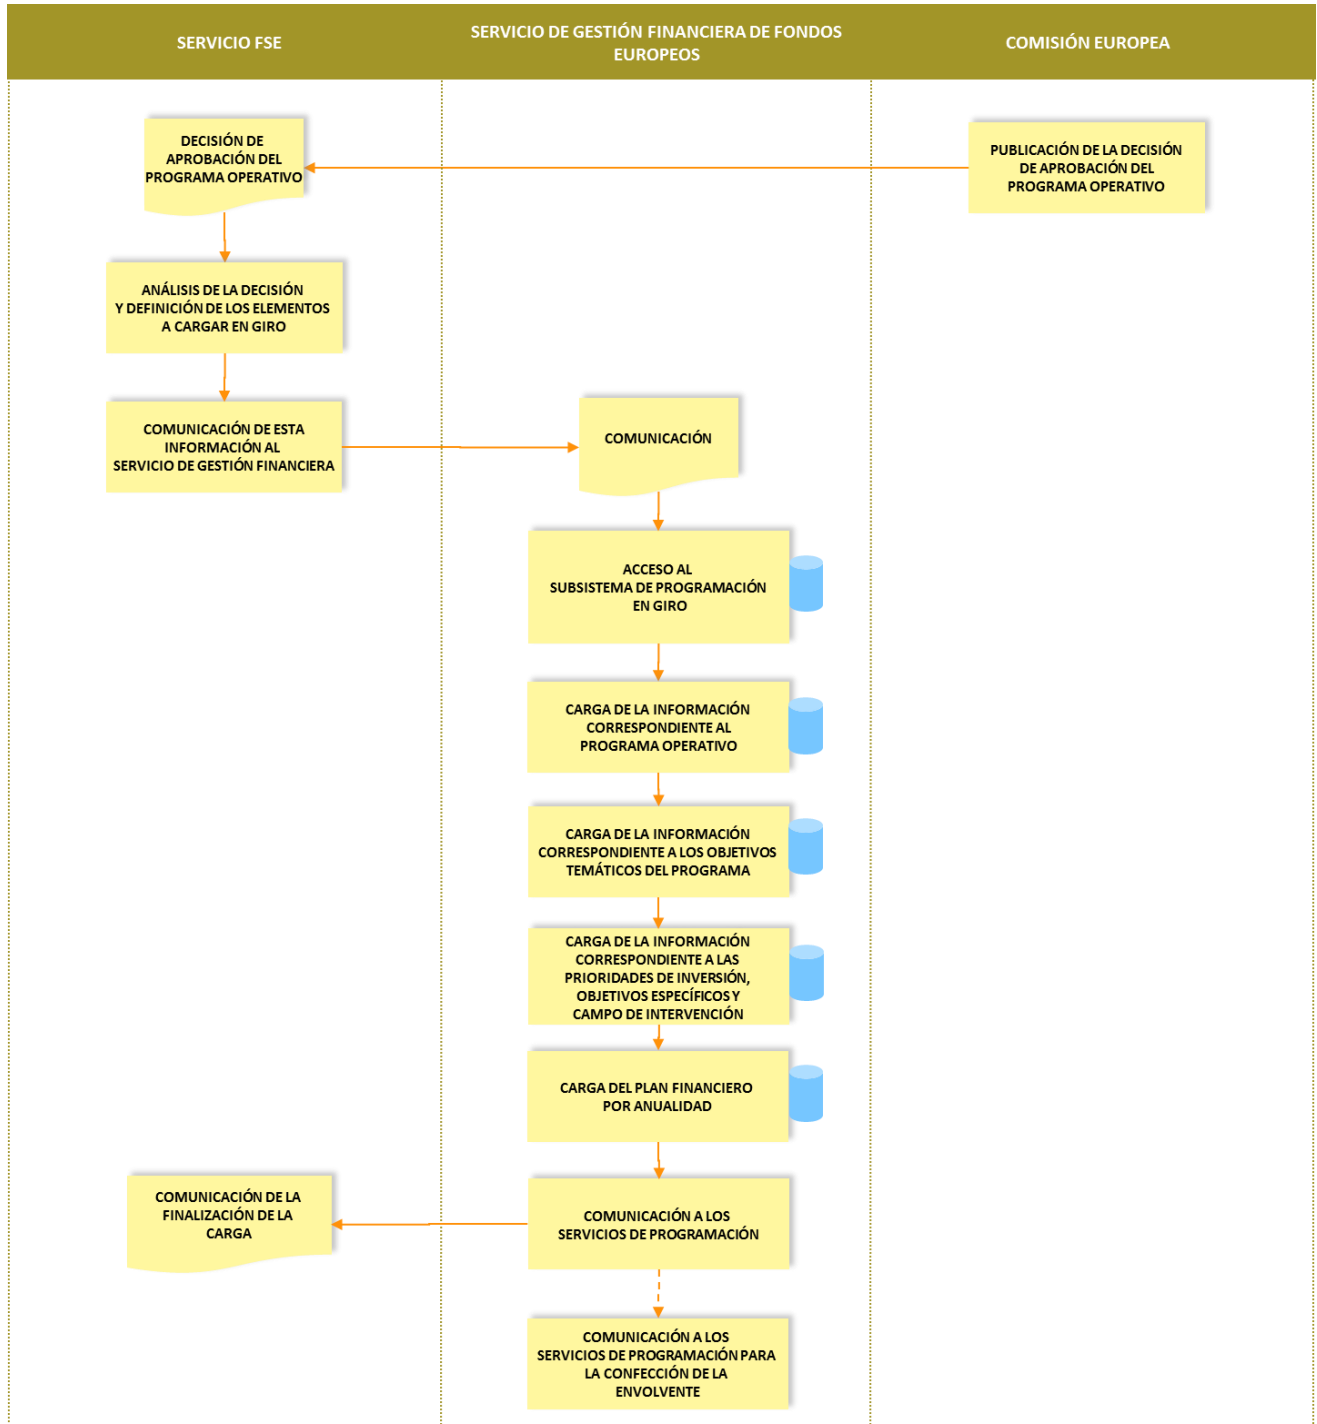 SERVICIO FSE
SERVICIO DE GESTIÓN FINANCIERA DE FONDOS
EUROPEOS
COMISIÓN EUROPEA
DECISIÓN DE
APROBACIÓN DEL
PROGRAMA OPERATIVO
PUBLICACIÓN DE LA DECISIÓN
DE APROBACIÓN DEL
PROGRAMA OPERATIVO
ANÁLISIS DE LA DECISIÓN
Y DEFINICIÓN DE LOS ELEMENTOS
A CARGAR EN GIRO
COMUNICACIÓN DE ESTA
INFORMACIÓN AL
SERVICIO DE GESTIÓN FINANCIERA
COMUNICACIÓN
ACCESO AL
SUBSISTEMA DE PROGRAMACIÓN
EN GIRO
CARGA DE LA INFORMACIÓN
CORRESPONDIENTE AL
PROGRAMA OPERATIVO
CARGA DE LA INFORMACIÓN
CORRESPONDIENTE A LOS OBJETIVOS
TEMÁTICOS DEL PROGRAMA
CARGA DE LA INFORMACIÓN
CORRESPONDIENTE A LAS
PRIORIDADES DE INVERSIÓN,
OBJETIVOS ESPECÍFICOS Y
CAMPO DE INTERVENCIÓN
CARGA DEL PLAN FINANCIERO
POR ANUALIDAD
COMUNICACIÓN DE LA
FINALIZACIÓN DE LA
CARGA
COMUNICACIÓN A LOS
SERVICIOS DE PROGRAMACIÓN
COMUNICACIÓN A LOS
SERVICIOS DE PROGRAMACIÓN PARA
LA CONFECCIÓN DE LA
ENVOLVENTE